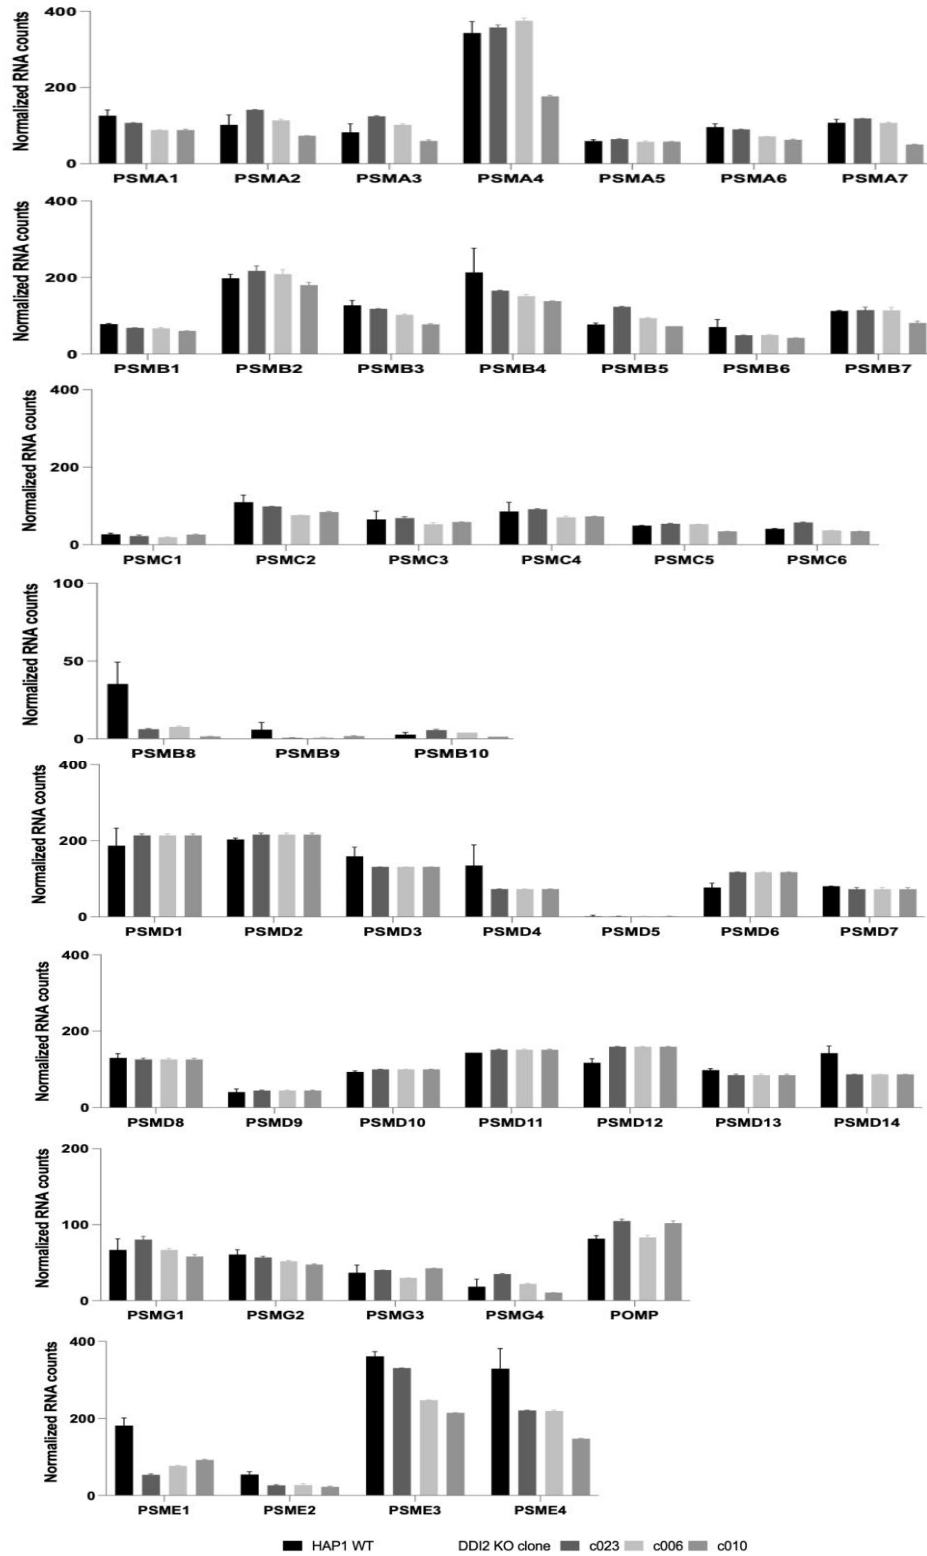 Normalized RNA counts
400
200
0
PSMA1 PSMA2 PSMA3 PSMA4 PSMA5 PSMA6 PSMA7
Normalized RNA counts
400
200
0
PSMB1 PSMB2 PSMB3 PSMB4 PSMB5 PSMB6 PSMB7
Normalized RNA counts
400
200
0
PSMC1 PSMC2 PSMC3 PSMC4 PSMC5 PSMC6
Normalized RNA counts
100
50
0
PSMB8 PSMB9 PSMB10
Normalized RNA counts
400
200
0
PSMD1 PSMD2 PSMD3 PSMD4 PSMD5 PSMD6 PSMD7
Normalized RNA counts
400
200
0
PSMD8 PSMD9 PSMD10 PSMD11 PSMD12 PSMD13 PSMD14
Normalized RNA counts
200
100
0
PSMG1 PSMG2 PSMG3 PSMG4 POMP
Normalized RNA counts
400
200
0
PSME1 PSME2 PSME3 PSME4
HAP1 WT DDI2 KO clone c023 c006 c010